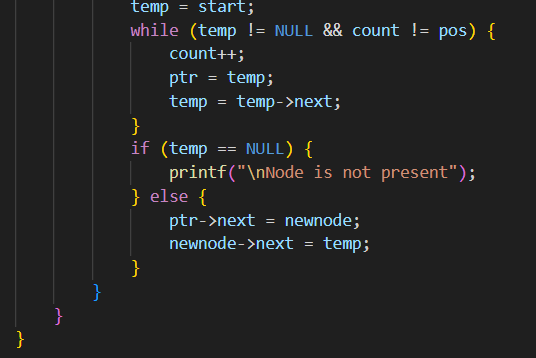 temp = start;
while (temp != NULL && count != pos) {
count++;
ptr = temp;
temp = temp->next;
}
if (temp == NULL) {
printf("\nNode is not present");
} else {
ptr->next = newnode;
newnode->next = temp;
}
}
}
}